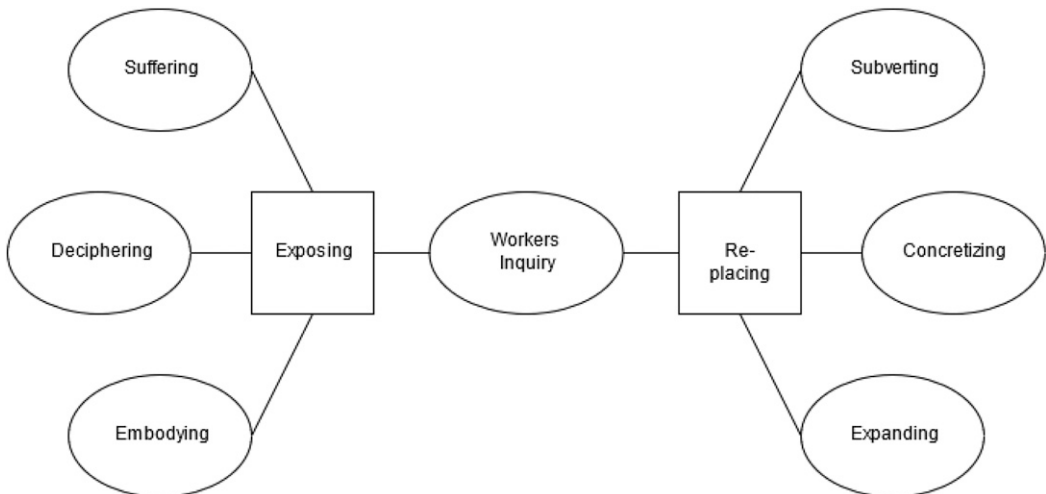 Suffering
Subverting
Deciphering
Exposing
Workers
Inquiry
Re-
placing
Concretizing
Embodying
Expanding